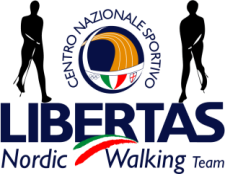 CENTRO NAZIONALE SPORTIVO
LIBERTAS
Nordic Walking Team